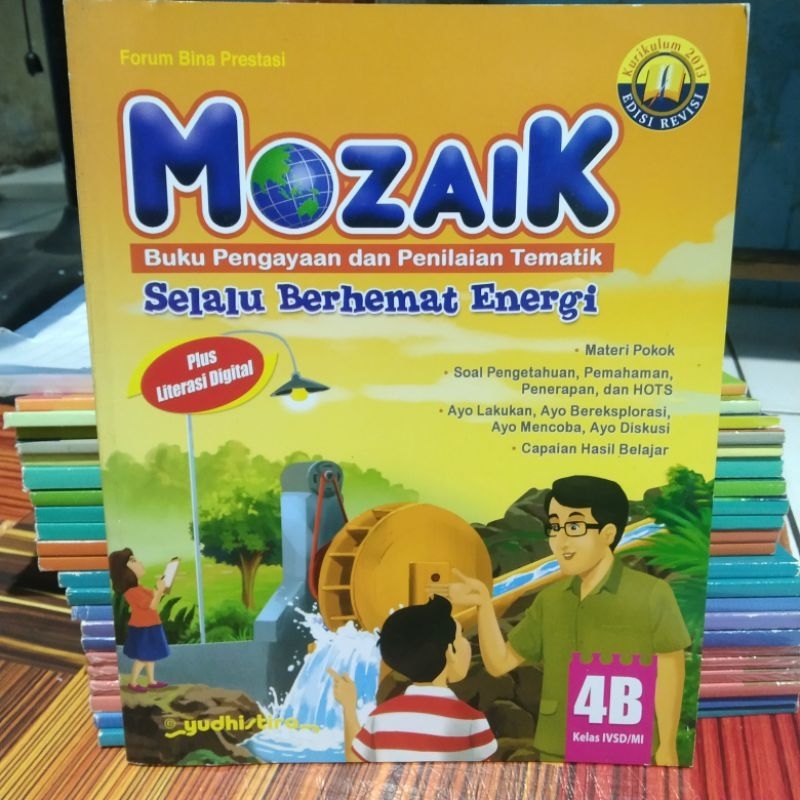 Forum Bina Prestasi
Kurikulum 2013
EDISI REVISI
MOZAIK
Buku Pengayaan dan Penilaian Tematik
Selalu Berhemat Energi
Plus
Literasi Digital
• Materi Pokok
• Soal Pengetahuan, Pemahaman,
Penerapan, dan HOTS
• Ayo Lakukan, Ayo Bereksplorasi,
Ayo Mencoba, Ayo Diskusi
• Capaian Hasil Belajar
yudhistira
4B
Kelas IVSD/MI